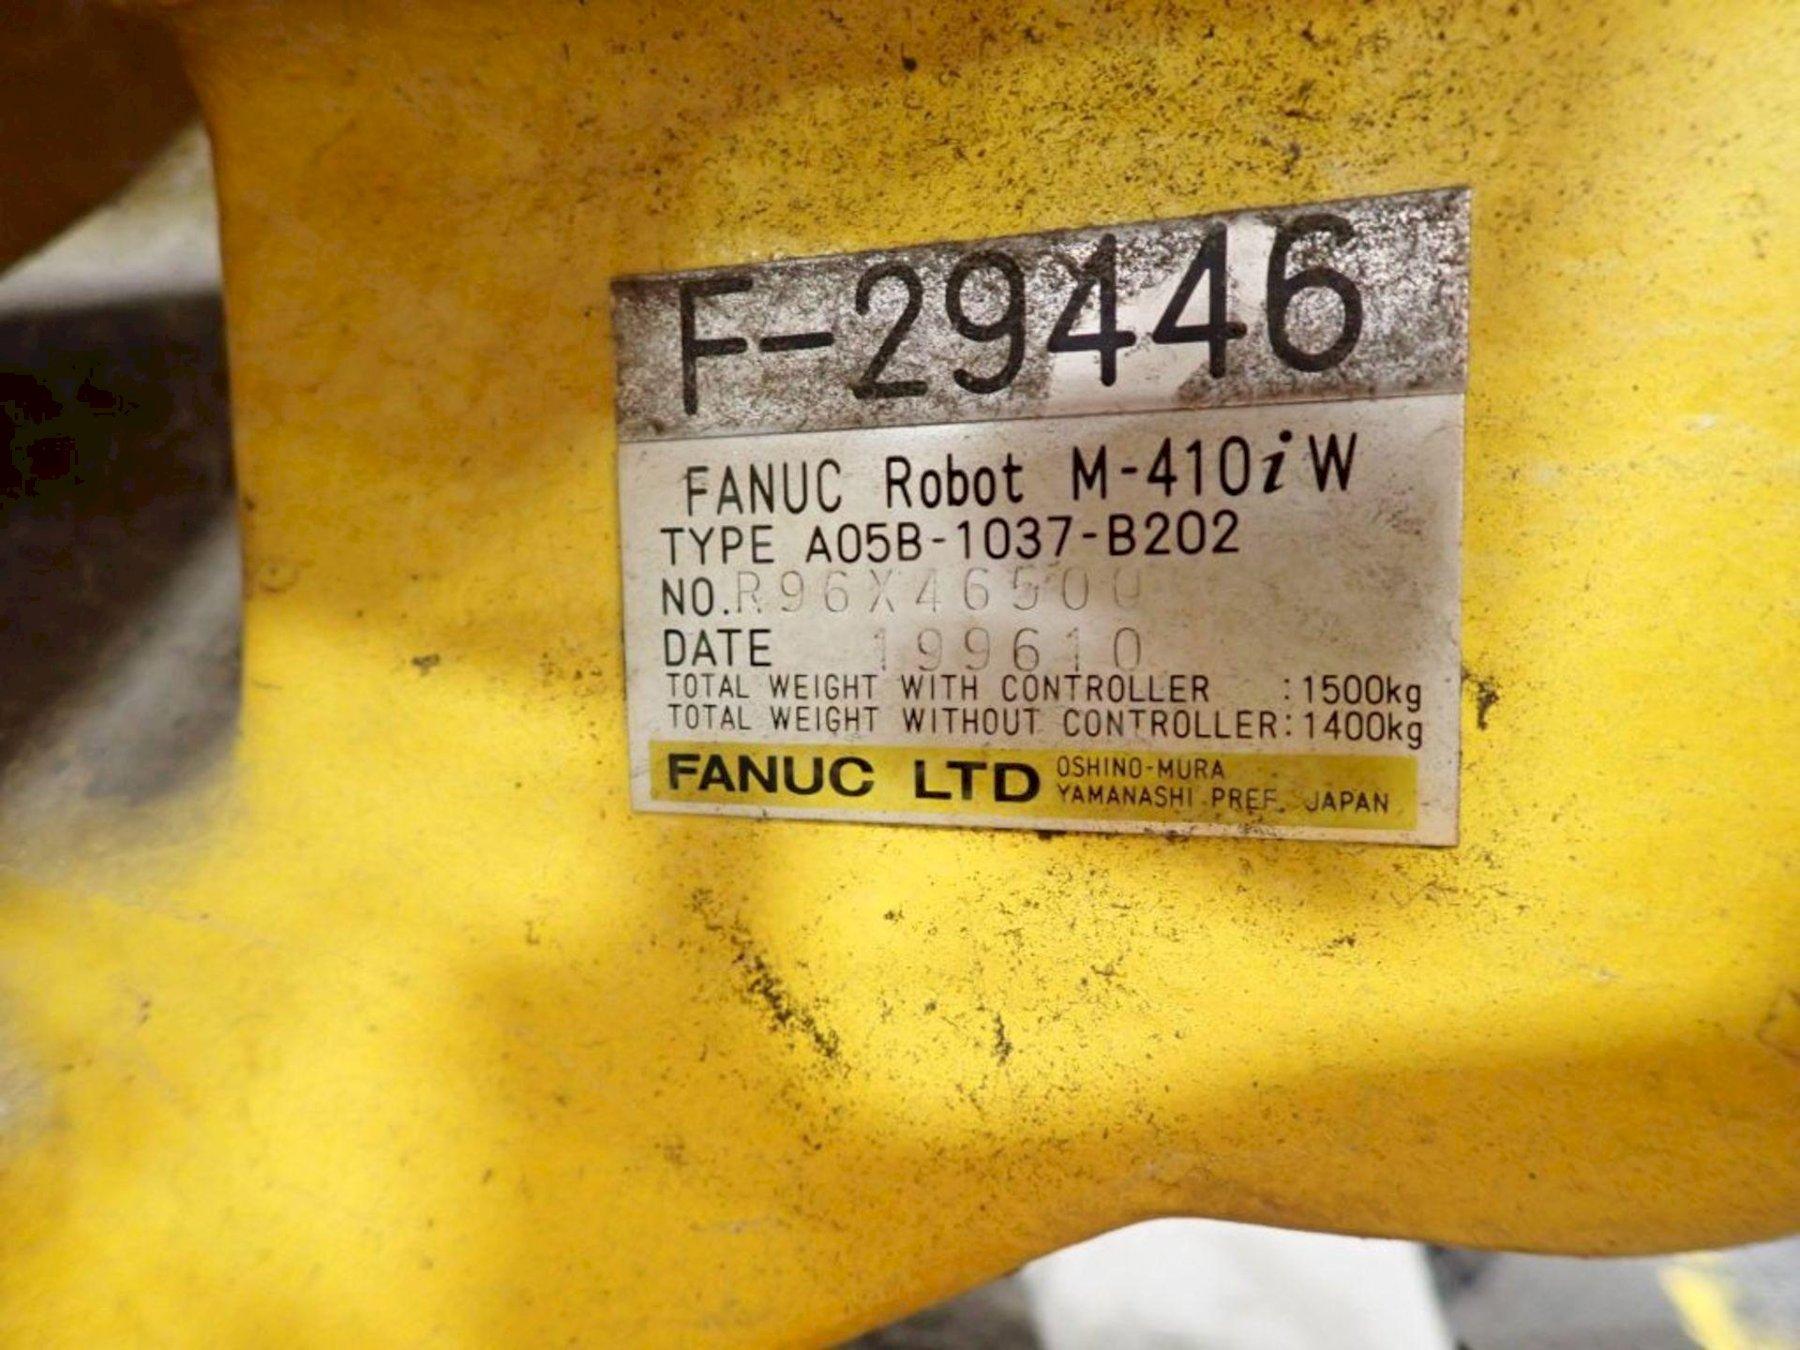 F-29446
FANUC Robot M-410iW
TYPE A05B-1037-B202
NO. R96X46500
DATE 199610
TOTAL WEIGHT WITH CONTROLLER :1500kg
TOTAL WEIGHT WITHOUT CONTROLLER:1400kg
FANUC LTD OSHINO-MURA
YAMANASHI PREF. JAPAN